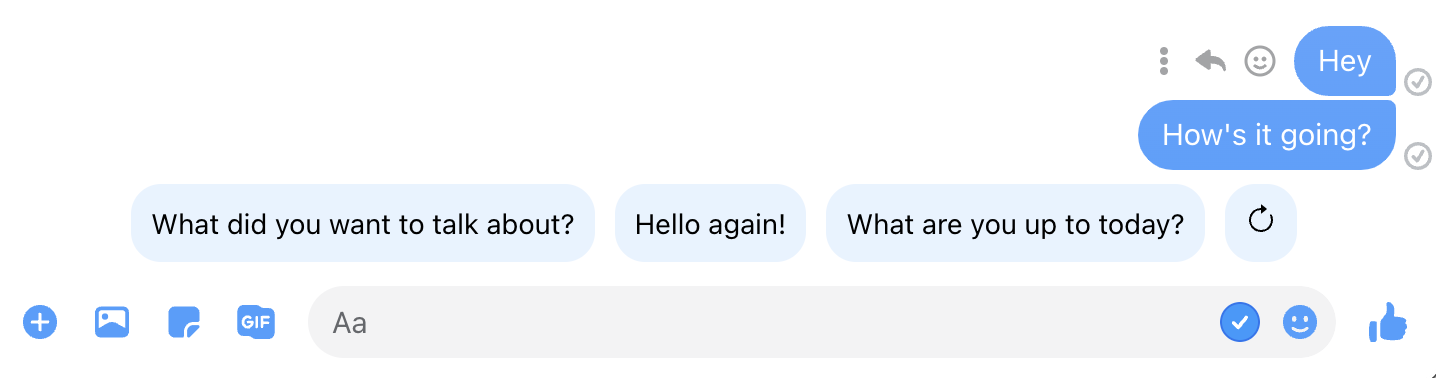 Hey
How's it going?
What did you want to talk about? Hello again! What are you up to today?
GIF Aa